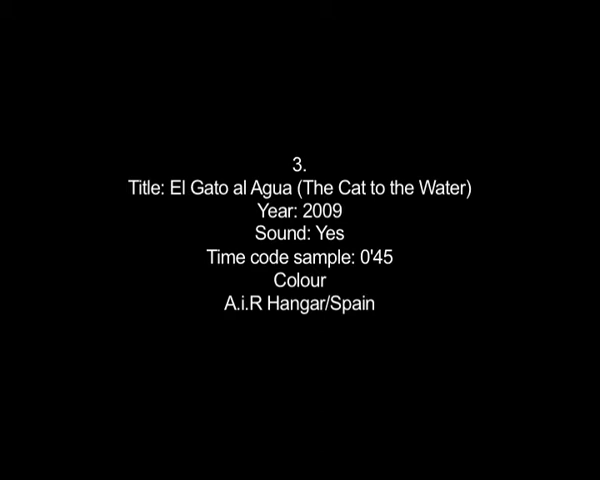 3.
Title: El Gato al Agua (The Cat to the Water)
Year: 2009
Sound: Yes
Time code sample: 0'45
Colour
A.i.R Hangar/Spain